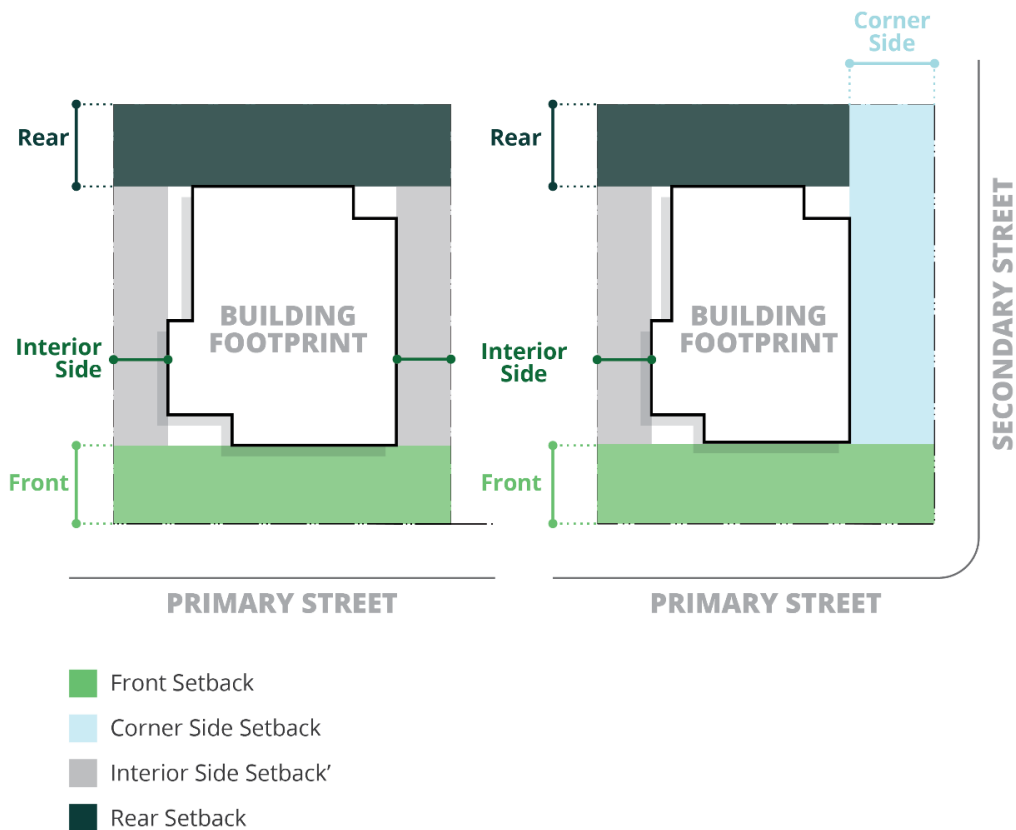 Corner
Side
Rear
Rear
BUILDING
FOOTPRINT
BUILDING
FOOTPRINT
SECONDARY STREET
Interior
Side
Interior
Side
Front
Front
PRIMARY STREET
PRIMARY STREET
Front Setback
Corner Side Setback
Interior Side Setback’
Rear Setback